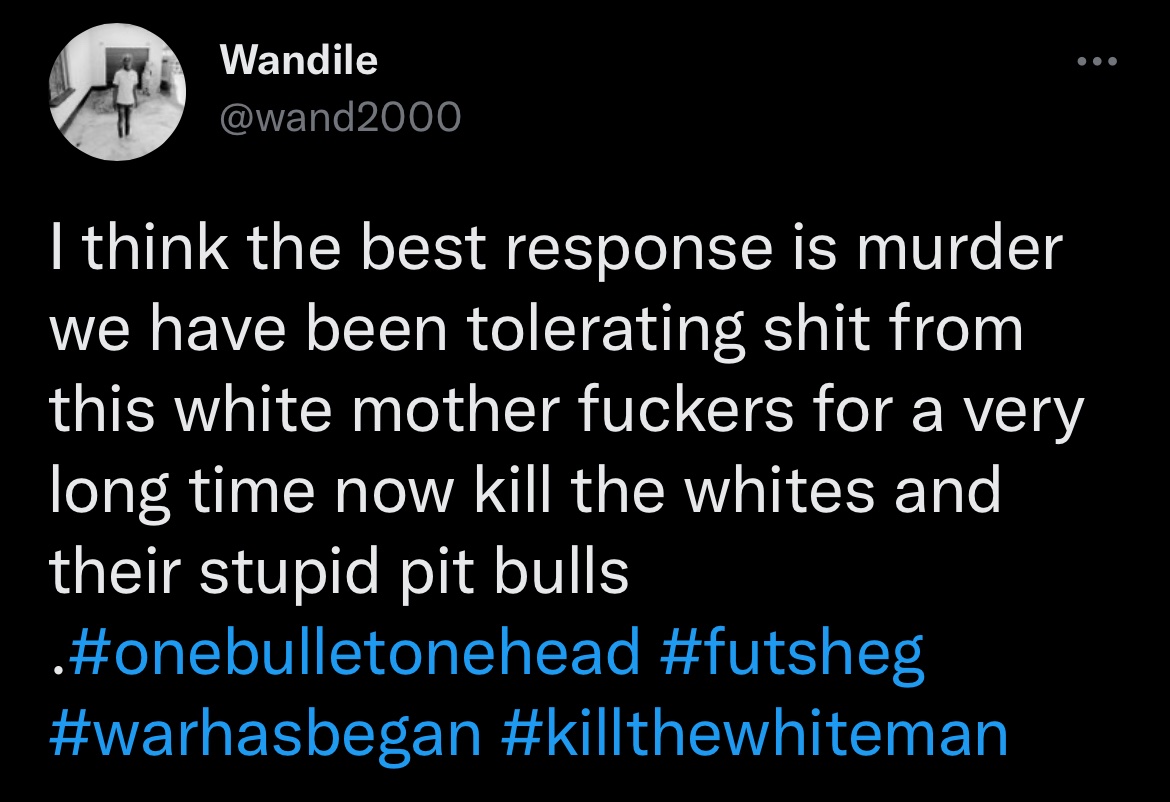 Wandile
@wand2000
I think the best response is murder
we have been tolerating shit from
this white mother fuckers for a very
long time now kill the whites and
their stupid pit bulls
.#onebulletonehead #futsheg
#warhasbegan #killthewhiteman